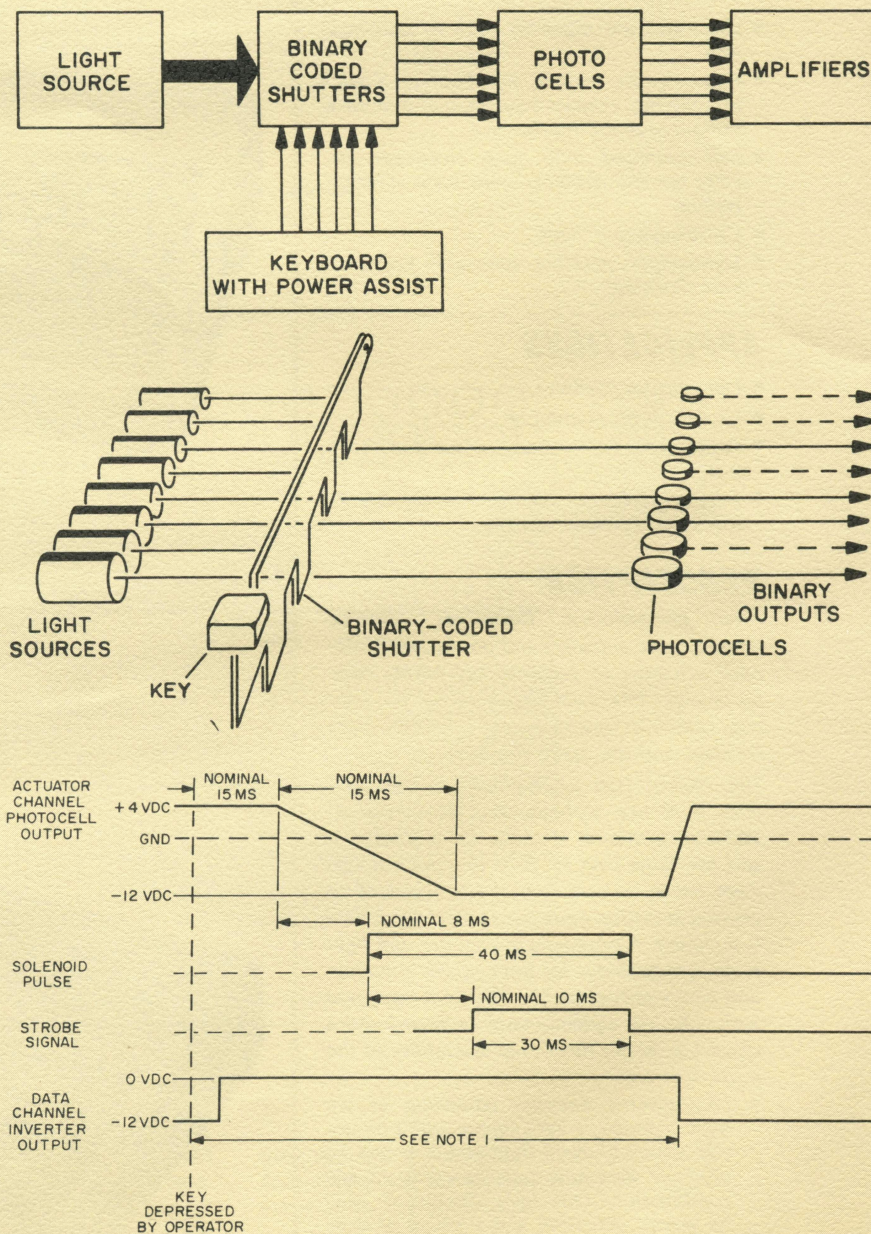 LIGHT
SOURCE
BINARY
CODED
SHUTTERS
PHOTO
CELLS
AMPLIFIERS
KEYBOARD
WITH POWER ASSIST
LIGHT
SOURCES
KEY
BINARY-CODED
SHUTTER
BINARY
OUTPUTS
PHOTOCELLS
ACTUATOR
CHANNEL
PHOTOCELL
OUTPUT
NOMINAL
15 MS
NOMINAL
15 MS
+4 VDC
GND
-12 VDC
NOMINAL 8 MS
SOLENOID
PULSE
40 MS
NOMINAL 10 MS
STROBE
SIGNAL
30 MS
DATA
CHANNEL
INVERTER
OUTPUT
0 VDC
-12 VDC
SEE NOTE 1
KEY
DEPRESSED
BY OPERATOR